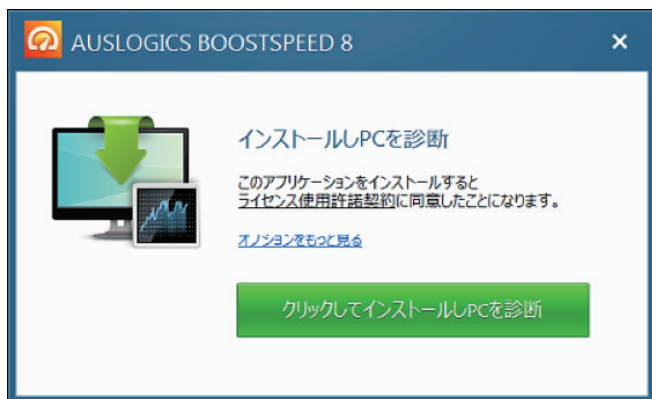 AUSLOGICS BOOSTSPEED 8
インストールしPCを診断
このアプリケーションをインストールすると
ライセンス使用許諾契約に同意したことになります。
オノションをもっと見る
クリックしてインストールしPCを診断